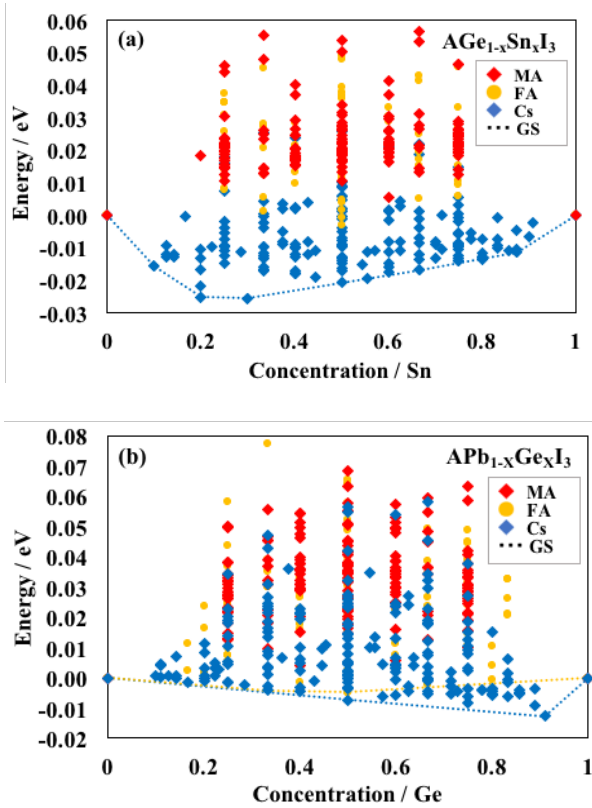 0.06
(a)
AGe1-xSnxI3
0.05
MA
FA
0.04
Cs
0.03
GS
0.02
0.01
0.00
-0.01
-0.02
-0.03
Energy / eV
0 0.2 0.4 0.6 0.8 1
Concentration / Sn
0.08
(b)
APb1-XGeXI3
0.07
MA
0.06
FA
0.05
Cs
GS
0.04
0.03
0.02
0.01
0.00
-0.01
-0.02
Energy / eV
0 0.2 0.4 0.6 0.8 1
Concentration / Ge